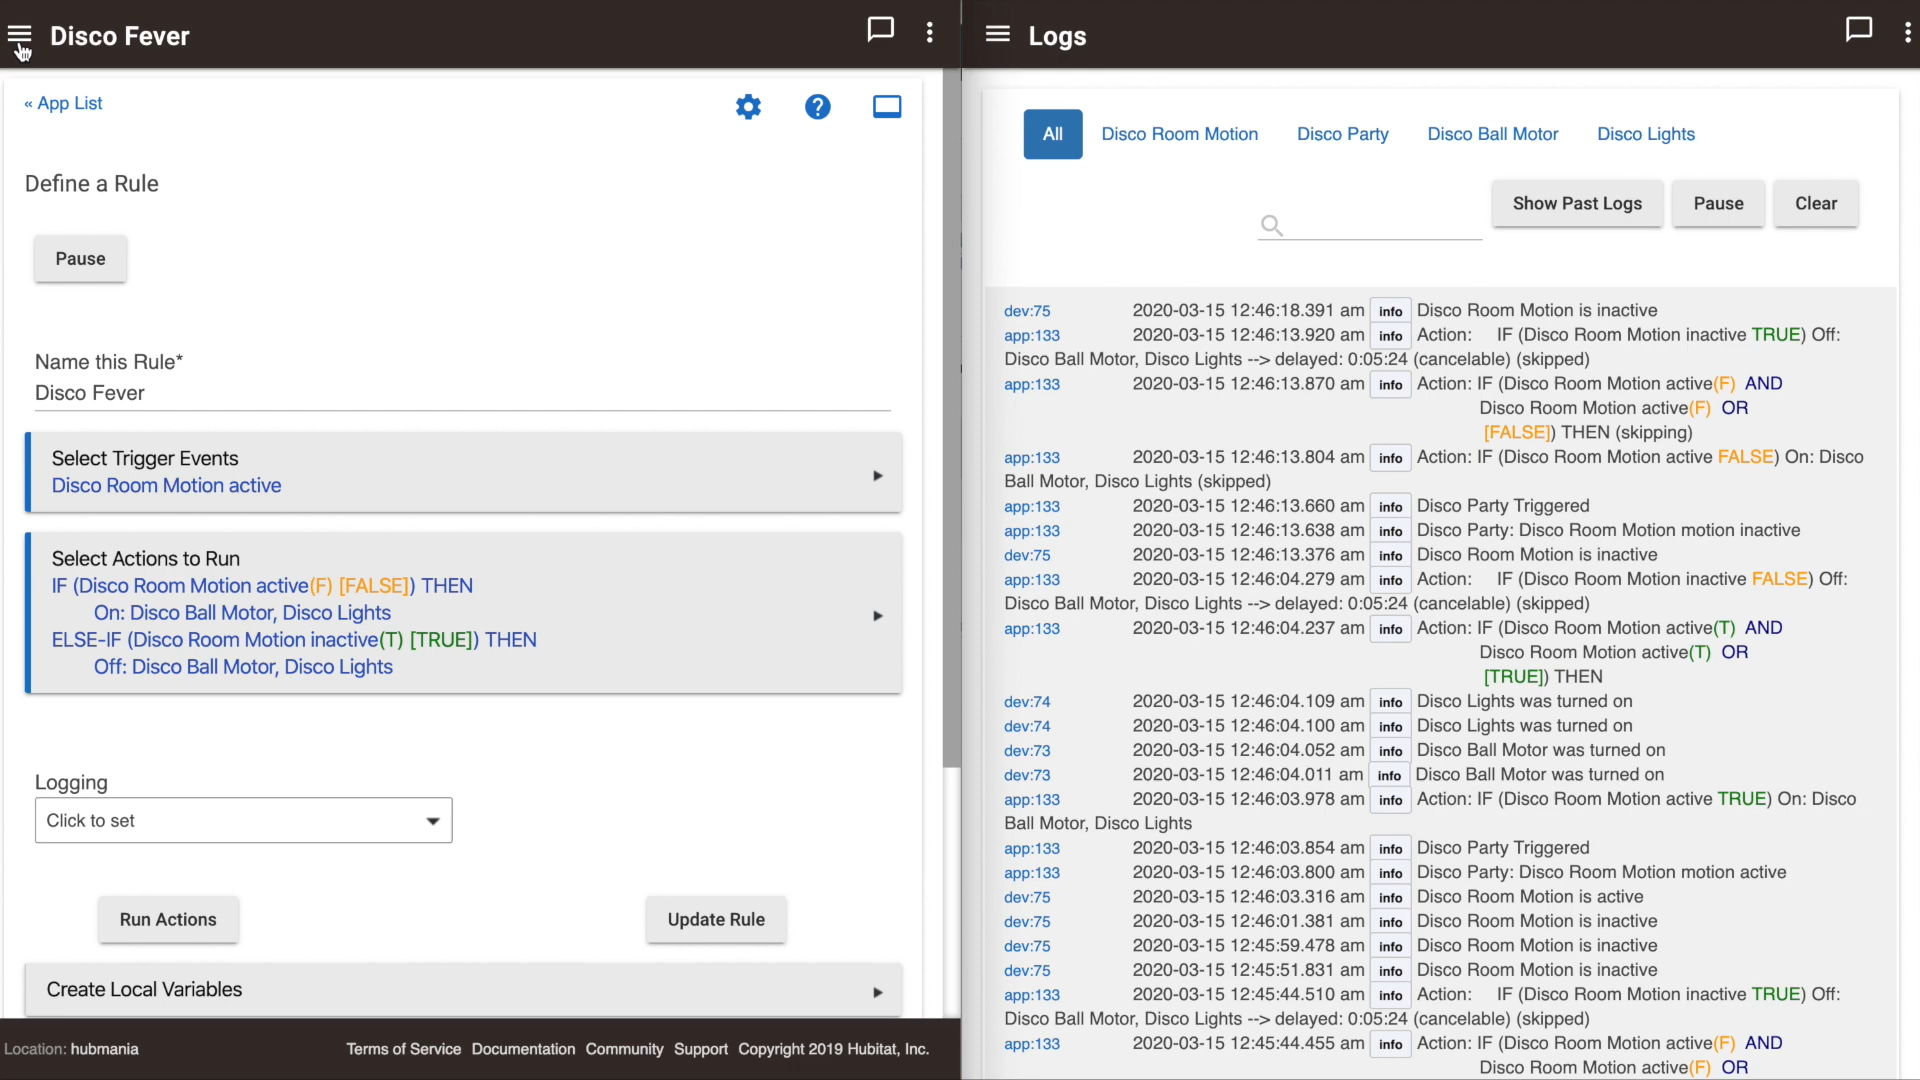 Disco Fever
« App List
Define a Rule
Pause
Name this Rule*
Disco Fever
Select Trigger Events
Disco Room Motion active
Select Actions to Run
IF (Disco Room Motion active(F) [FALSE]) THEN
On: Disco Ball Motor, Disco Lights
ELSE-IF (Disco Room Motion inactive(T) [TRUE]) THEN
Off: Disco Ball Motor, Disco Lights
Logging
Click to set
Run Actions
Update Rule
Create Local Variables
Location: hubmania
Terms of Service Documentation Community Support Copyright 2019 Hubitat, Inc.
Logs
All Disco Room Motion Disco Party Disco Ball Motor Disco Lights
Show Past Logs Pause Clear
dev:75 2020-03-15 12:46:18.391 am info Disco Room Motion is inactive
app:133 2020-03-15 12:46:13.920 am info Action: IF (Disco Room Motion inactive TRUE) Off:
Disco Ball Motor, Disco Lights --> delayed: 0:05:24 (cancelable) (skipped)
app:133 2020-03-15 12:46:13.870 am info Action: IF (Disco Room Motion active(F) AND
Disco Room Motion active(F) OR
[FALSE]) THEN (skipping)
app:133 2020-03-15 12:46:13.804 am info Action: IF (Disco Room Motion active FALSE) On: Disco
Ball Motor, Disco Lights (skipped)
app:133 2020-03-15 12:46:13.660 am info Disco Party Triggered
app:133 2020-03-15 12:46:13.638 am info Disco Party: Disco Room Motion motion inactive
dev:75 2020-03-15 12:46:13.376 am info Disco Room Motion is inactive
app:133 2020-03-15 12:46:04.279 am info Action: IF (Disco Room Motion inactive FALSE) Off:
Disco Ball Motor, Disco Lights --> delayed: 0:05:24 (cancelable) (skipped)
app:133 2020-03-15 12:46:04.237 am info Action: IF (Disco Room Motion active(T) AND
Disco Room Motion active(T) OR
[TRUE]) THEN
dev:74 2020-03-15 12:46:04.109 am info Disco Lights was turned on
dev:74 2020-03-15 12:46:04.100 am info Disco Lights was turned on
dev:73 2020-03-15 12:46:04.052 am info Disco Ball Motor was turned on
dev:73 2020-03-15 12:46:04.011 am info Disco Ball Motor was turned on
app:133 2020-03-15 12:46:03.978 am info Action: IF (Disco Room Motion active TRUE) On: Disco
Ball Motor, Disco Lights
app:133 2020-03-15 12:46:03.854 am info Disco Party Triggered
app:133 2020-03-15 12:46:03.800 am info Disco Party: Disco Room Motion motion active
dev:75 2020-03-15 12:46:03.316 am info Disco Room Motion is active
dev:75 2020-03-15 12:46:01.381 am info Disco Room Motion is inactive
dev:75 2020-03-15 12:45:59.478 am info Disco Room Motion is inactive
dev:75 2020-03-15 12:45:51.831 am info Disco Room Motion is inactive
app:133 2020-03-15 12:45:44.510 am info Action: IF (Disco Room Motion inactive TRUE) Off:
Disco Ball Motor, Disco Lights --> delayed: 0:05:24 (cancelable) (skipped)
app:133 2020-03-15 12:45:44.455 am info Action: IF (Disco Room Motion active(F) AND
Disco Room Motion active(F) OR